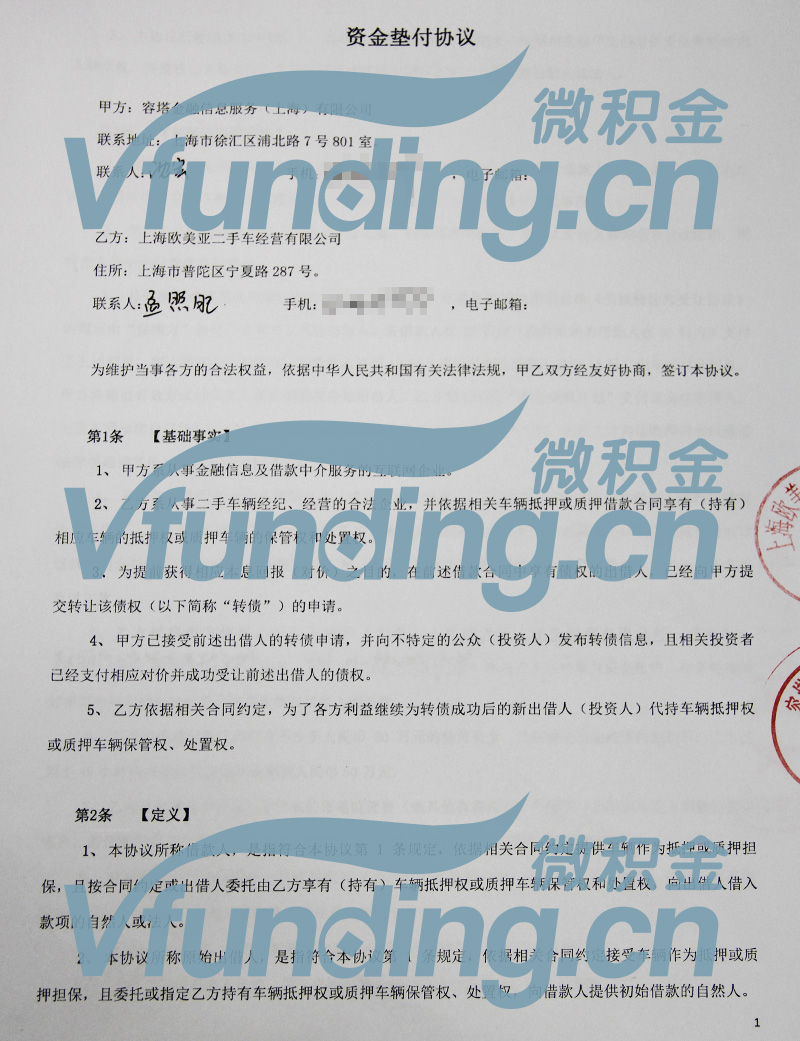 资金垫付协议
甲方：容塔金融信息服务（上海）有限公司
联系地址：上海市徐汇区浦北路7号801室
联系人：
手机：
，电子邮箱：
微积金
Vfunding.cn
乙方：上海欧美亚二手车经营有限公司
住所：上海市普陀区宁夏路287号。
联系人：孟照
手机：
，电子邮箱：
为维护当事各方的合法权益，依据中华人民共和国有关法律法规，甲乙双方经友好协商，签订本协议。
第1条 【基础事实】
1、 甲方系从事金融信息及借款中介服务的互联网企业。
微积金
Vfunding.cn
2、 乙方系从事二手车辆经纪、经营的合法企业，并依据相关车辆抵押或质押借款合同享有（持有）
相应车辆的抵押权或质押车辆的保管权和处置权。
3、 为提前获得相应本息回报（对价）之目的，在前述借款合同中享有债权的出借人，已经向甲方提
交转让该债权（以下简称“转债”）的申请。
4、 甲方已接受前述出借人的转债申请，并向不特定的公众（投资人）发布转债信息，且相关投资者
已经支付相应对价并成功受让前述出借人的债权。
5、 乙方依据相关合同约定，为了各方利益继续为转债成功后的新出借人（投资人）代持车辆抵押权
或质押车辆保管权、处置权。
上海欧美
容塔
第2条 【定义】
1、 本协议所称借款人，是指符合本协议第 1 条规定，依据相关合同约定提供车辆作为抵押或质押担
保，且按合同约定或出借人委托由乙方享有（持有）车辆抵押权或质押车辆保管权和处置权，向出借人借入
款项的自然人或法人。
微积金
Vfunding.cn
2、 本协议所称原始出借人，是指符合本协议第 1 条规定，依据相关合同约定接受车辆作为抵押或质
押担保，且委托或指定乙方持有车辆抵押权或质押车辆保管权、处置权，向借款人提供初始借款的自然人。
1